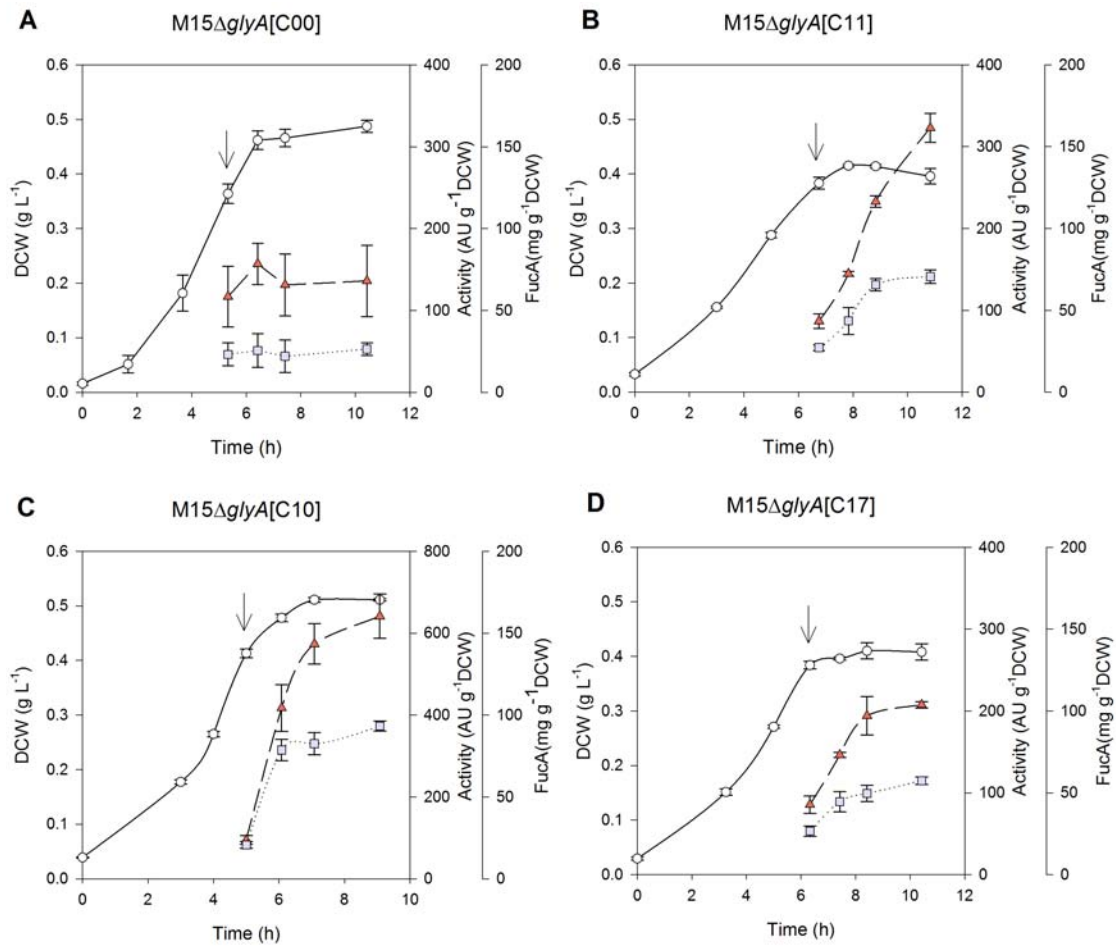 A
M15ΔglyA[C00]
DCW (g L⁻¹)
0.6
0.5
0.4
0.3
0.2
0.1
0.0
0 2 4 6 8 10 12
Time (h)
400
300
200
100
0
Activity (AU g⁻¹DCW)
200
150
100
50
0
FucA(mg g⁻¹DCW)
B
M15ΔglyA[C11]
DCW (g L⁻¹)
0.6
0.5
0.4
0.3
0.2
0.1
0.0
0 2 4 6 8 10 12
Time (h)
400
300
200
100
0
Activity (AU g⁻¹DCW)
200
150
100
50
0
FucA(mg g⁻¹DCW)
C
M15ΔglyA[C10]
DCW (g L⁻¹)
0.6
0.5
0.4
0.3
0.2
0.1
0.0
0 2 4 6 8 10
Time (h)
800
600
400
200
0
Activity (AU g⁻¹DCW)
200
150
100
50
0
FucA(mg g⁻¹DCW)
D
M15ΔglyA[C17]
DCW (g L⁻¹)
0.6
0.5
0.4
0.3
0.2
0.1
0.0
0 2 4 6 8 10 12
Time (h)
400
300
200
100
0
Activity (AU g⁻¹DCW)
200
150
100
50
0
FucA(mg g⁻¹DCW)